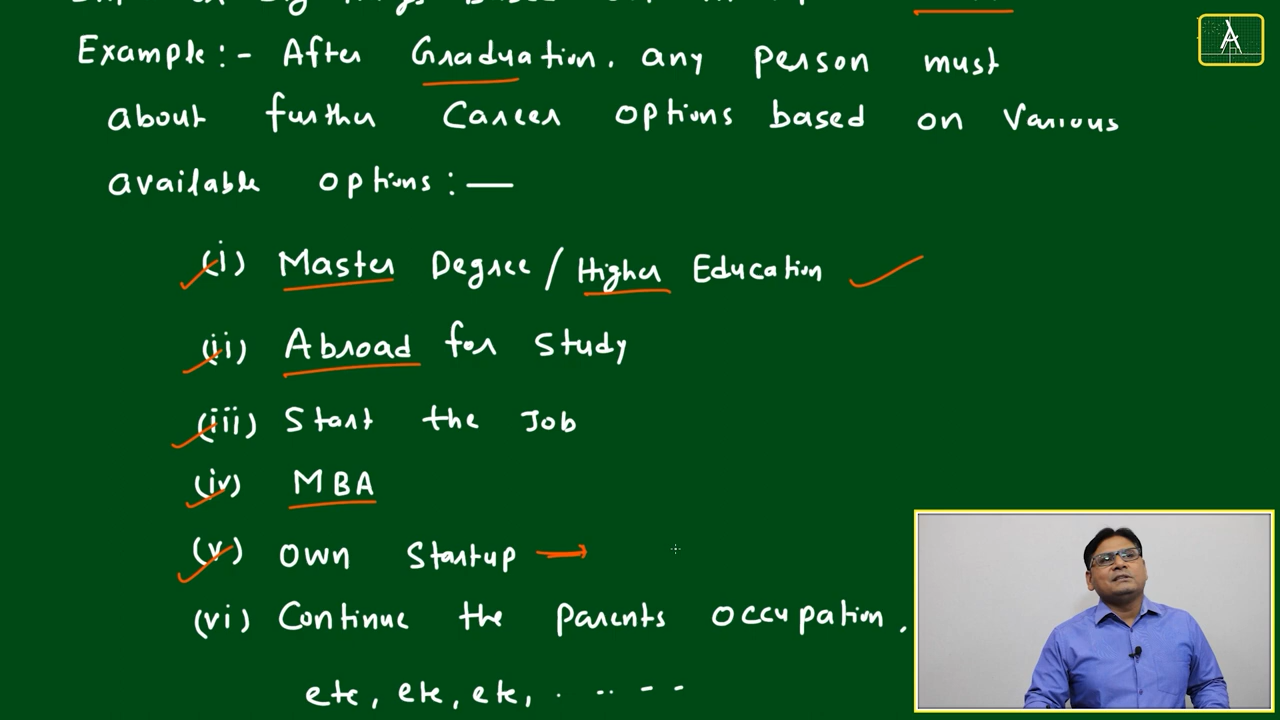 Example:- After Graduation. any person must
about further Career options based on Various
available options:—
(i) Master Degree / Higher Education
(ii) Abroad for study
(iii) Start the Job
(iv) MBA
(v) Own Startup →
(vi) Continue the parents occupation.
etc, etc, etc, . .. - -